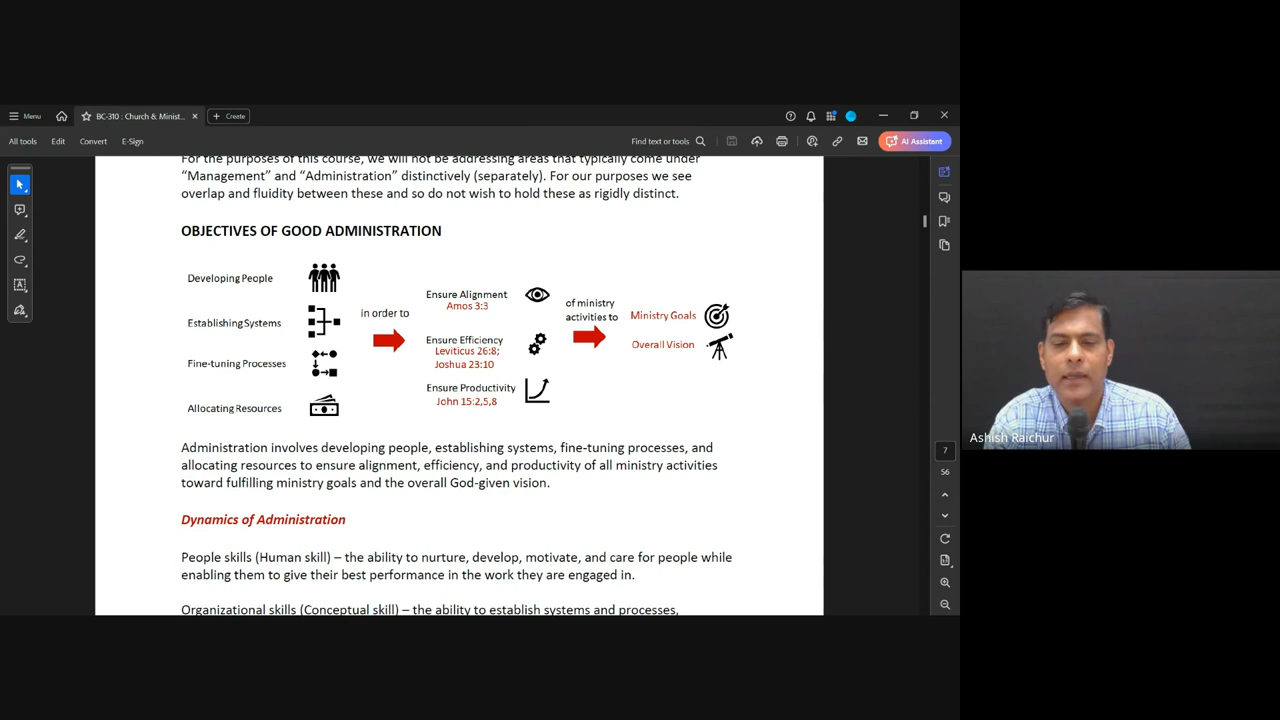 Menu
BC-310 : Church & Minist...
Create
All tools
Edit
Convert
E-Sign
Find text or tools
AI Assistant
For the purposes of this course, we will not be addressing areas that typically come under
“Management” and “Administration” distinctively (separately). For our purposes we see
overlap and fluidity between these and so do not wish to hold these as rigidly distinct.
OBJECTIVES OF GOOD ADMINISTRATION
Developing People
Establishing Systems
Fine-tuning Processes
Allocating Resources
in order to
Ensure Alignment
Amos 3:3
Ensure Efficiency
Leviticus 26:8;
Joshua 23:10
Ensure Productivity
John 15:2,5,8
of ministry
activities to
Ministry Goals
Overall Vision
Administration involves developing people, establishing systems, fine-tuning processes, and
allocating resources to ensure alignment, efficiency, and productivity of all ministry activities
toward fulfilling ministry goals and the overall God-given vision.
Dynamics of Administration
People skills (Human skill) – the ability to nurture, develop, motivate, and care for people while
enabling them to give their best performance in the work they are engaged in.
Organizational skills (Conceptual skill) – the ability to establish systems and processes,
7
56
Ashish Raichur